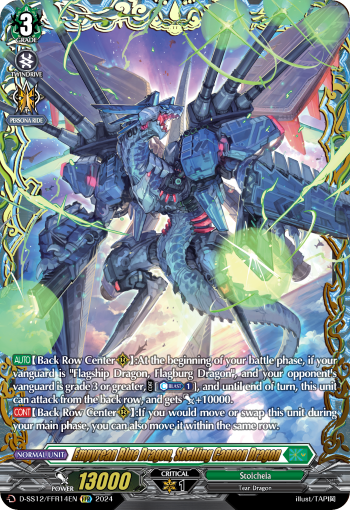 3
GRADE
TWINDRIVE
PERSONA RIDE
AUTO【Back Row Center】:At the beginning of your battle phase, if your
vanguard is "Flagship Dragon, Flagburg Dragon", and your opponent's
vanguard is grade 3 or greater, COST [ BLAST 1 ], and until end of turn, this unit
can attack from the back row, and gets +10000.
CONT【Back Row Center】:If you would move or swap this unit during
your main phase, you can also move it within the same row.
NORMAL UNIT
Shelling Cannon Dragon
POWER 13000
CRITICAL
1
Stoicheia
Tear Dragon
D-SS12/FFR14EN FFR 2024
illust/TAPI岡